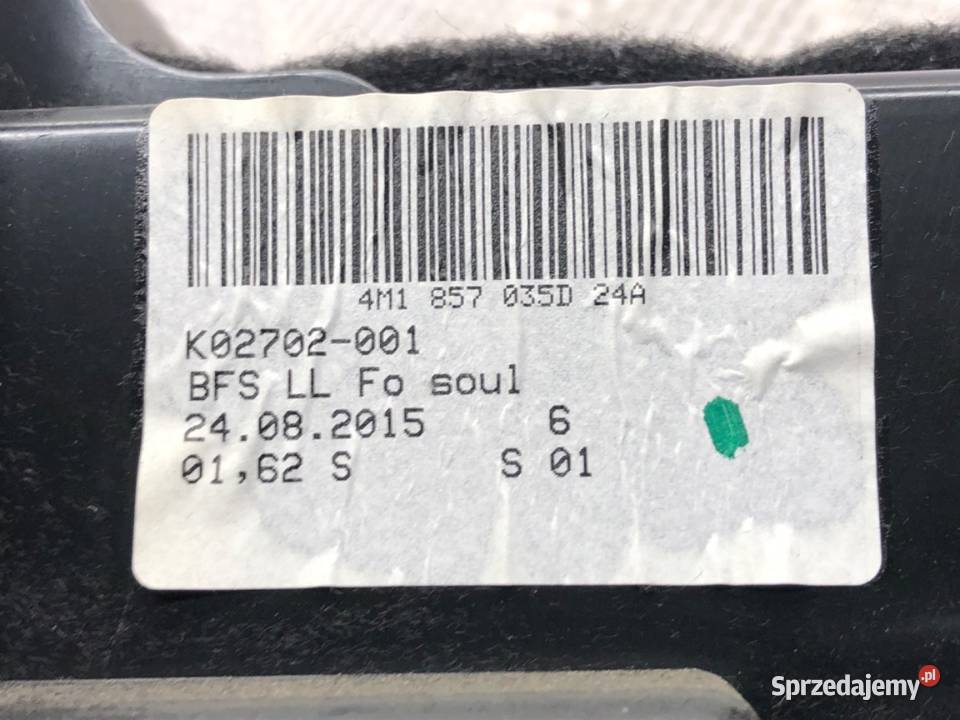 4M1 857 035D 24A
K02702-001
BFS LL Fo soul
24.08.2015 6
01,62 S S 01
Sprzedajemy.pl